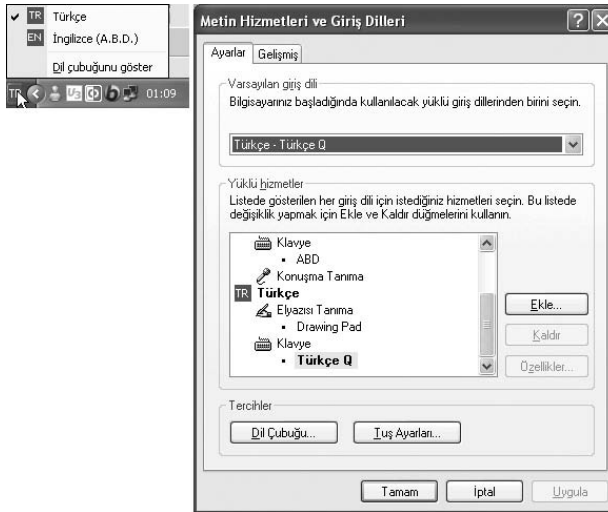 TR Türkçe
EN İngilizce (A.B.D.)
Dil çubuğunu göster
TR 01:09
Metin Hizmetleri ve Giriş Dilleri
Ayarlar Gelişmiş
Varsayılan giriş dili
Bilgisayarınız başladığında kullanılacak yüklü giriş dillerinden birini seçin.
Türkçe - Türkçe Q
Yüklü hizmetler
Listede gösterilen her giriş dili için istediğiniz hizmetleri seçin. Bu listede
değişiklik yapmak için Ekle ve Kaldır düğmelerini kullanın.
Klavye
ABD
Konuşma Tanıma
TR Türkçe
Elyazısı Tanıma
Drawing Pad
Klavye
Türkçe Q
Ekle...
Kaldır
Özellikler...
Tercihler
Dil Çubuğu... Tuş Ayarları...
Tamam İptal Uygula